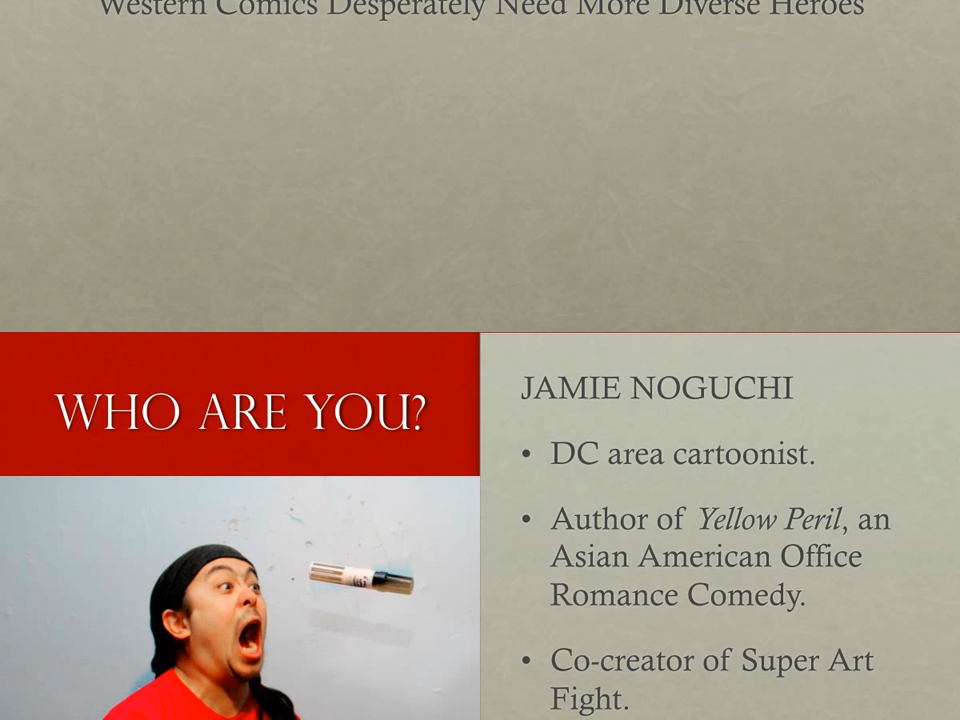 Western Comics Desperately Need More Diverse Heroes
WHO ARE YOU?
JAMIE NOGUCHI
• DC area cartoonist.
• Author of Yellow Peril, an
Asian American Office
Romance Comedy.
• Co-creator of Super Art
Fight.